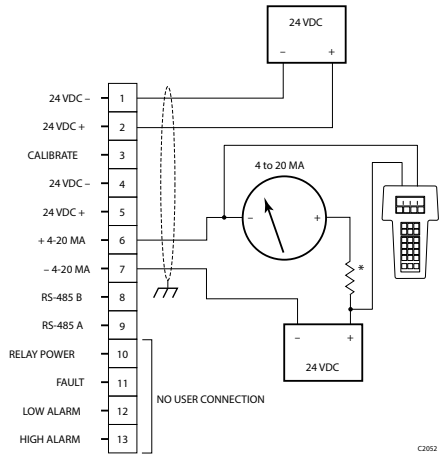 24 VDC
– +
24 VDC – 1
24 VDC + 2
CALIBRATE 3
24 VDC – 4
24 VDC + 5
+ 4-20 MA 6
– 4-20 MA 7
RS-485 B 8
RS-485 A 9
RELAY POWER 10
FAULT 11
LOW ALARM 12
HIGH ALARM 13
NO USER CONNECTION
4 to 20 MA
– +
*
– +
24 VDC
C2052